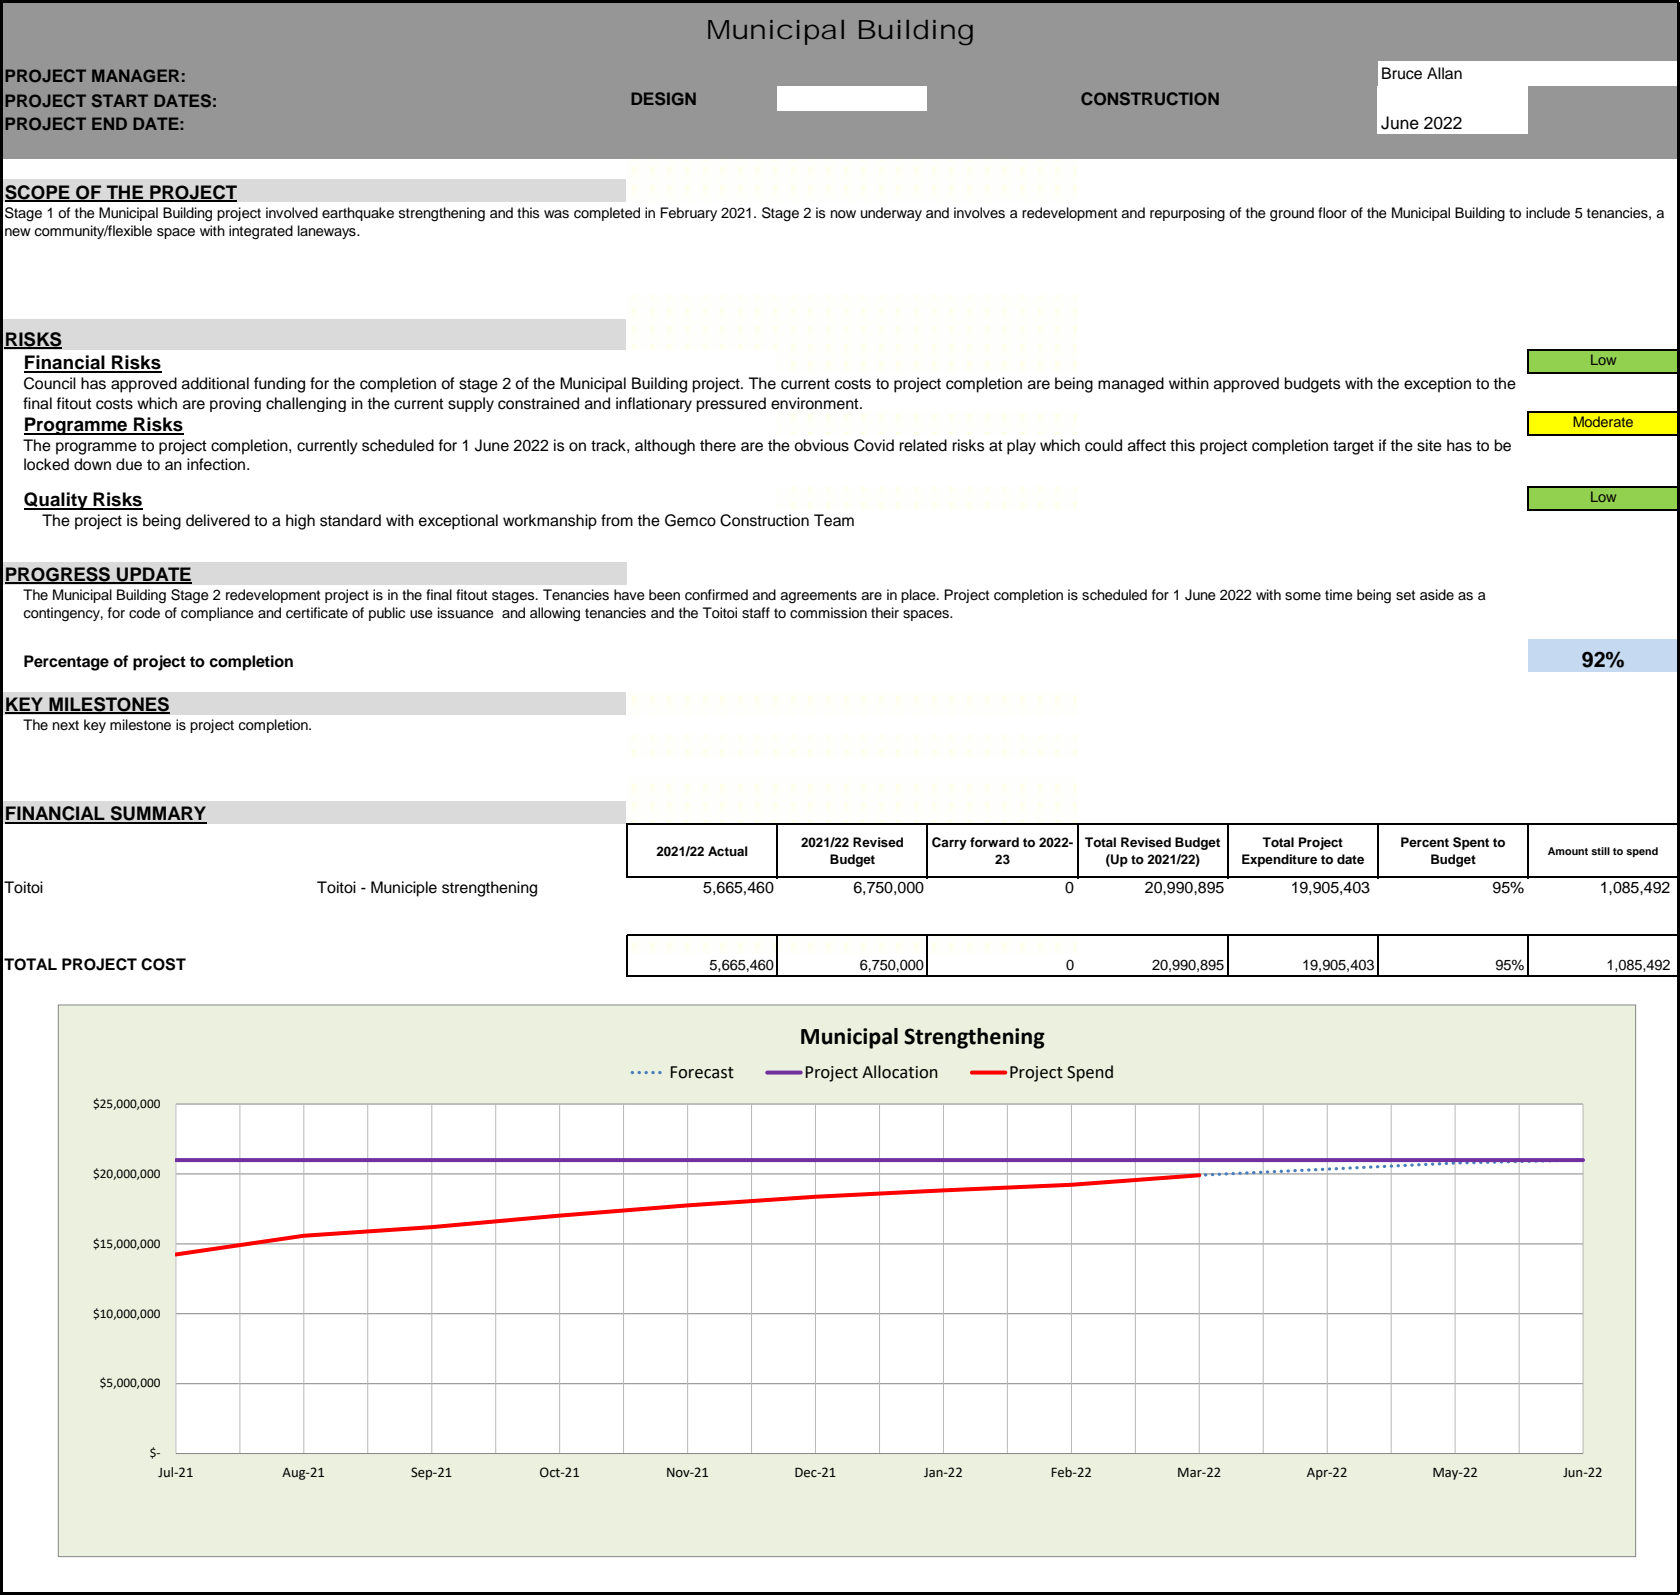 Municipal Building
PROJECT MANAGER:
Bruce Allan
PROJECT START DATES:
DESIGN
CONSTRUCTION
PROJECT END DATE:
June 2022
SCOPE OF THE PROJECT
Stage 1 of the Municipal Building project involved earthquake strengthening and this was completed in February 2021. Stage 2 is now underway and involves a redevelopment and repurposing of the ground floor of the Municipal Building to include 5 tenancies, a
new community/flexible space with integrated laneways.
RISKS
Financial Risks
Low
Council has approved additional funding for the completion of stage 2 of the Municipal Building project. The current costs to project completion are being managed within approved budgets with the exception to the
final fitout costs which are proving challenging in the current supply constrained and inflationary pressured environment.
Programme Risks
Moderate
The programme to project completion, currently scheduled for 1 June 2022 is on track, although there are the obvious Covid related risks at play which could affect this project completion target if the site has to be
locked down due to an infection.
Quality Risks
Low
The project is being delivered to a high standard with exceptional workmanship from the Gemco Construction Team
PROGRESS UPDATE
The Municipal Building Stage 2 redevelopment project is in the final fitout stages. Tenancies have been confirmed and agreements are in place. Project completion is scheduled for 1 June 2022 with some time being set aside as a
contingency, for code of compliance and certificate of public use issuance and allowing tenancies and the Toitoi staff to commission their spaces.
Percentage of project to completion
92%
KEY MILESTONES
The next key milestone is project completion.
FINANCIAL SUMMARY
2021/22 Actual
2021/22 Revised
Budget
Carry forward to 2022-
23
Total Revised Budget
(Up to 2021/22)
Total Project
Expenditure to date
Percent Spent to
Budget
Amount still to spend
Toitoi Toitoi - Municiple strengthening 5,665,460 6,750,000 0 20,990,895 19,905,403 95% 1,085,492
TOTAL PROJECT COST 5,665,460 6,750,000 0 20,990,895 19,905,403 95% 1,085,492
Municipal Strengthening
Forecast Project Allocation Project Spend
$25,000,000
$20,000,000
$15,000,000
$10,000,000
$5,000,000
$-
Jul-21 Aug-21 Sep-21 Oct-21 Nov-21 Dec-21 Jan-22 Feb-22 Mar-22 Apr-22 May-22 Jun-22